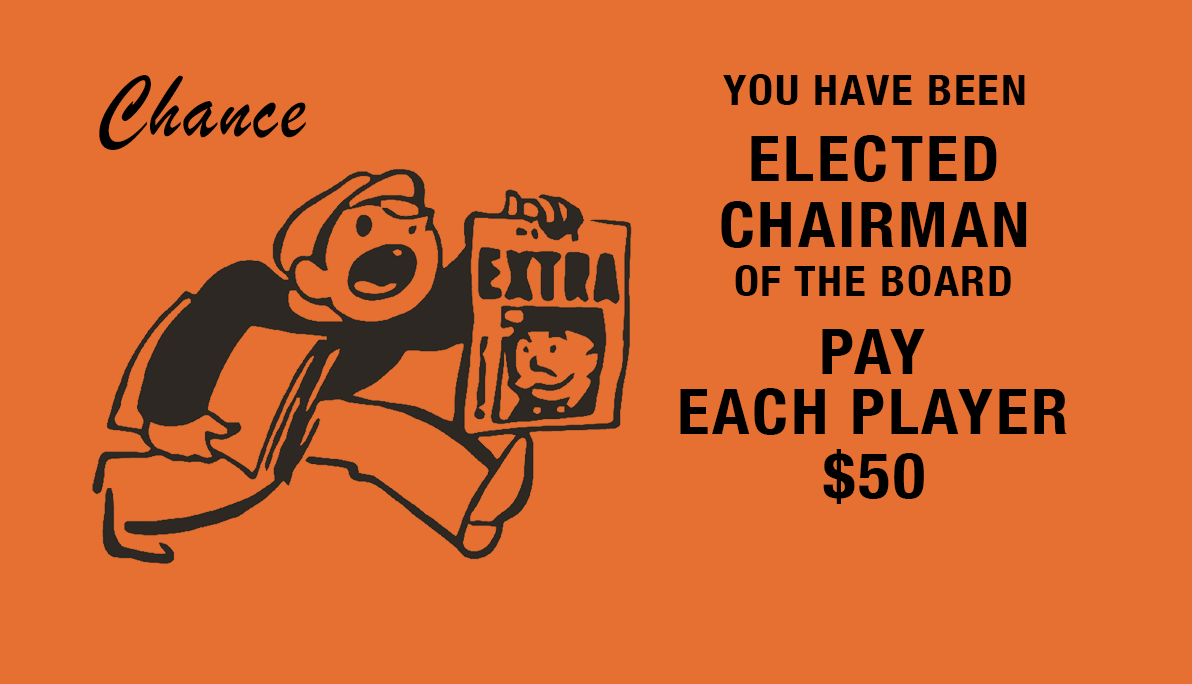 Chance
YOU HAVE BEEN
ELECTED
CHAIRMAN
OF THE BOARD
PAY
EACH PLAYER
$50
EXTRA